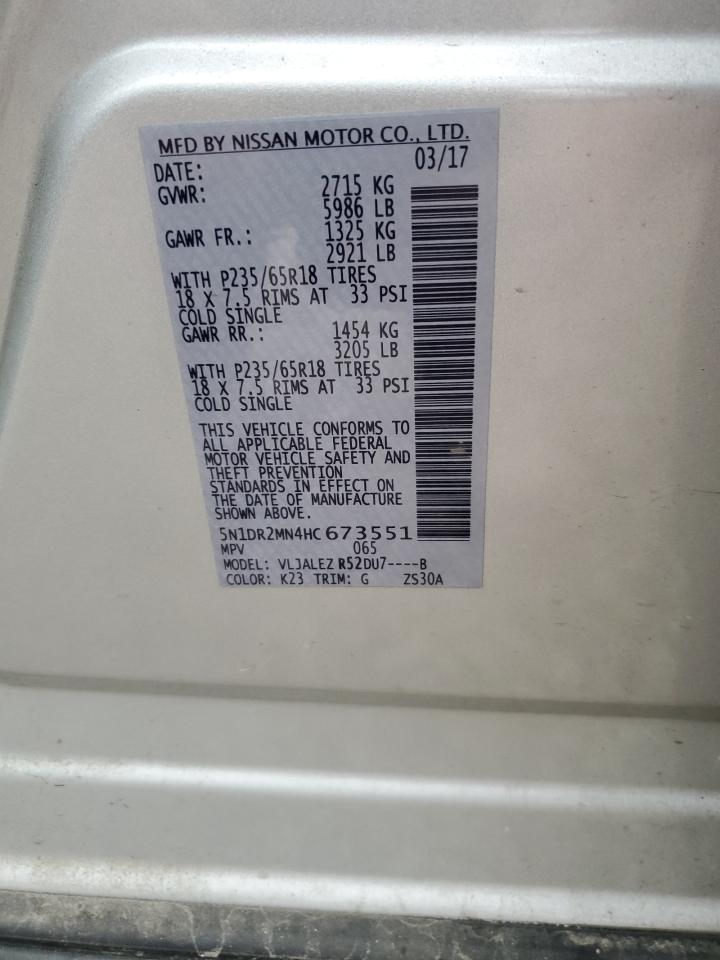 MFD BY NISSAN MOTOR CO., LTD.
DATE: 03/17
GVWR: 2715 KG
5986 LB
GAWR FR.: 1325 KG
2921 LB
WITH P235/65R18 TIRES
18 X 7.5 RIMS AT 33 PSI
COLD SINGLE
GAWR RR.: 1454 KG
3205 LB
WITH P235/65R18 TIRES
18 X 7.5 RIMS AT 33 PSI
COLD SINGLE
THIS VEHICLE CONFORMS TO
ALL APPLICABLE FEDERAL
MOTOR VEHICLE SAFETY AND
THEFT PREVENTION
STANDARDS IN EFFECT ON
THE DATE OF MANUFACTURE
SHOWN ABOVE.
5N1DR2MN4HC673551
MPV 065
MODEL: VLJALEZ R52DU7----B
COLOR: K23 TRIM: G ZS30A